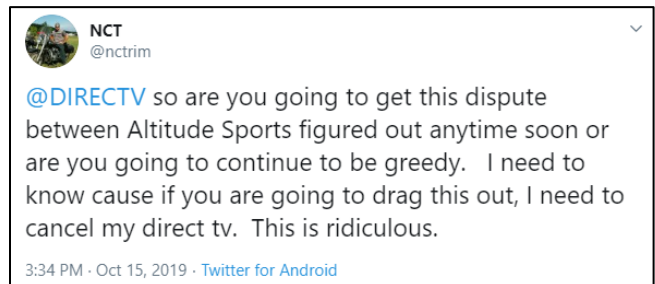 NCT
@nctrim
@DIRECTV so are you going to get this dispute
between Altitude Sports figured out anytime soon or
are you going to continue to be greedy.   I need to
know cause if you are going to drag this out, I need to
cancel my direct tv.  This is ridiculous.
3:34 PM · Oct 15, 2019 · Twitter for Android